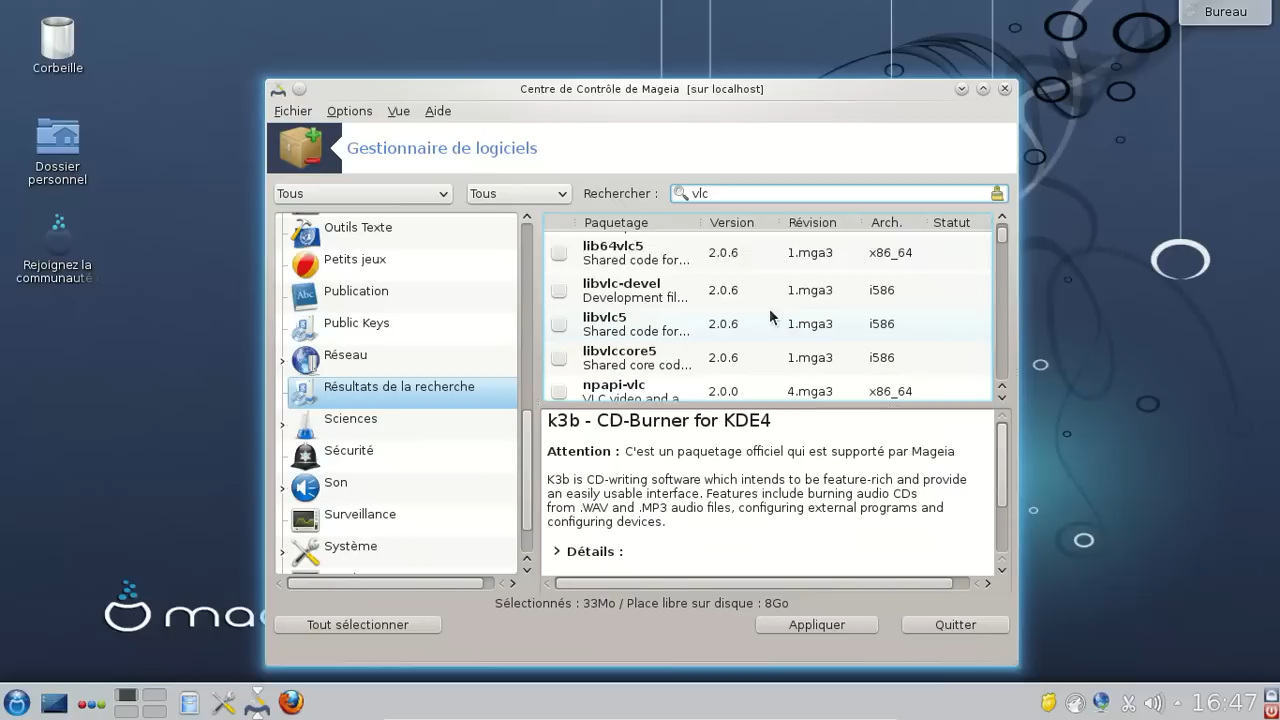 Bureau
Corbeille
Dossier
personnel
Rejoignez la
communauté
Centre de Contrôle de Mageia [sur localhost]
Fichier Options Vue Aide
Gestionnaire de logiciels
Tous Tous Rechercher : vlc
Outils Texte
Petits jeux
Publication
Public Keys
Réseau
Résultats de la recherche
Sciences
Sécurité
Son
Surveillance
Système
Paquetage Version Révision Arch. Statut
lib64vlc5 2.0.6 1.mga3 x86_64
Shared code for...
libvlc-devel 2.0.6 1.mga3 i586
Development fil...
libvlc5 2.0.6 1.mga3 i586
Shared code for...
libvlccore5 2.0.6 1.mga3 i586
Shared core cod...
npapi-vlc 2.0.0 4.mga3 x86_64
VLC video and a
k3b - CD-Burner for KDE4
Attention : C'est un paquetage officiel qui est supporté par Mageia
K3b is CD-writing software which intends to be feature-rich and provide
an easily usable interface. Features include burning audio CDs
from .WAV and .MP3 audio files, configuring external programs and
configuring devices.
Détails :
Sélectionnés : 33Mo / Place libre sur disque : 8Go
Tout sélectionner Appliquer Quitter
mag
16:47